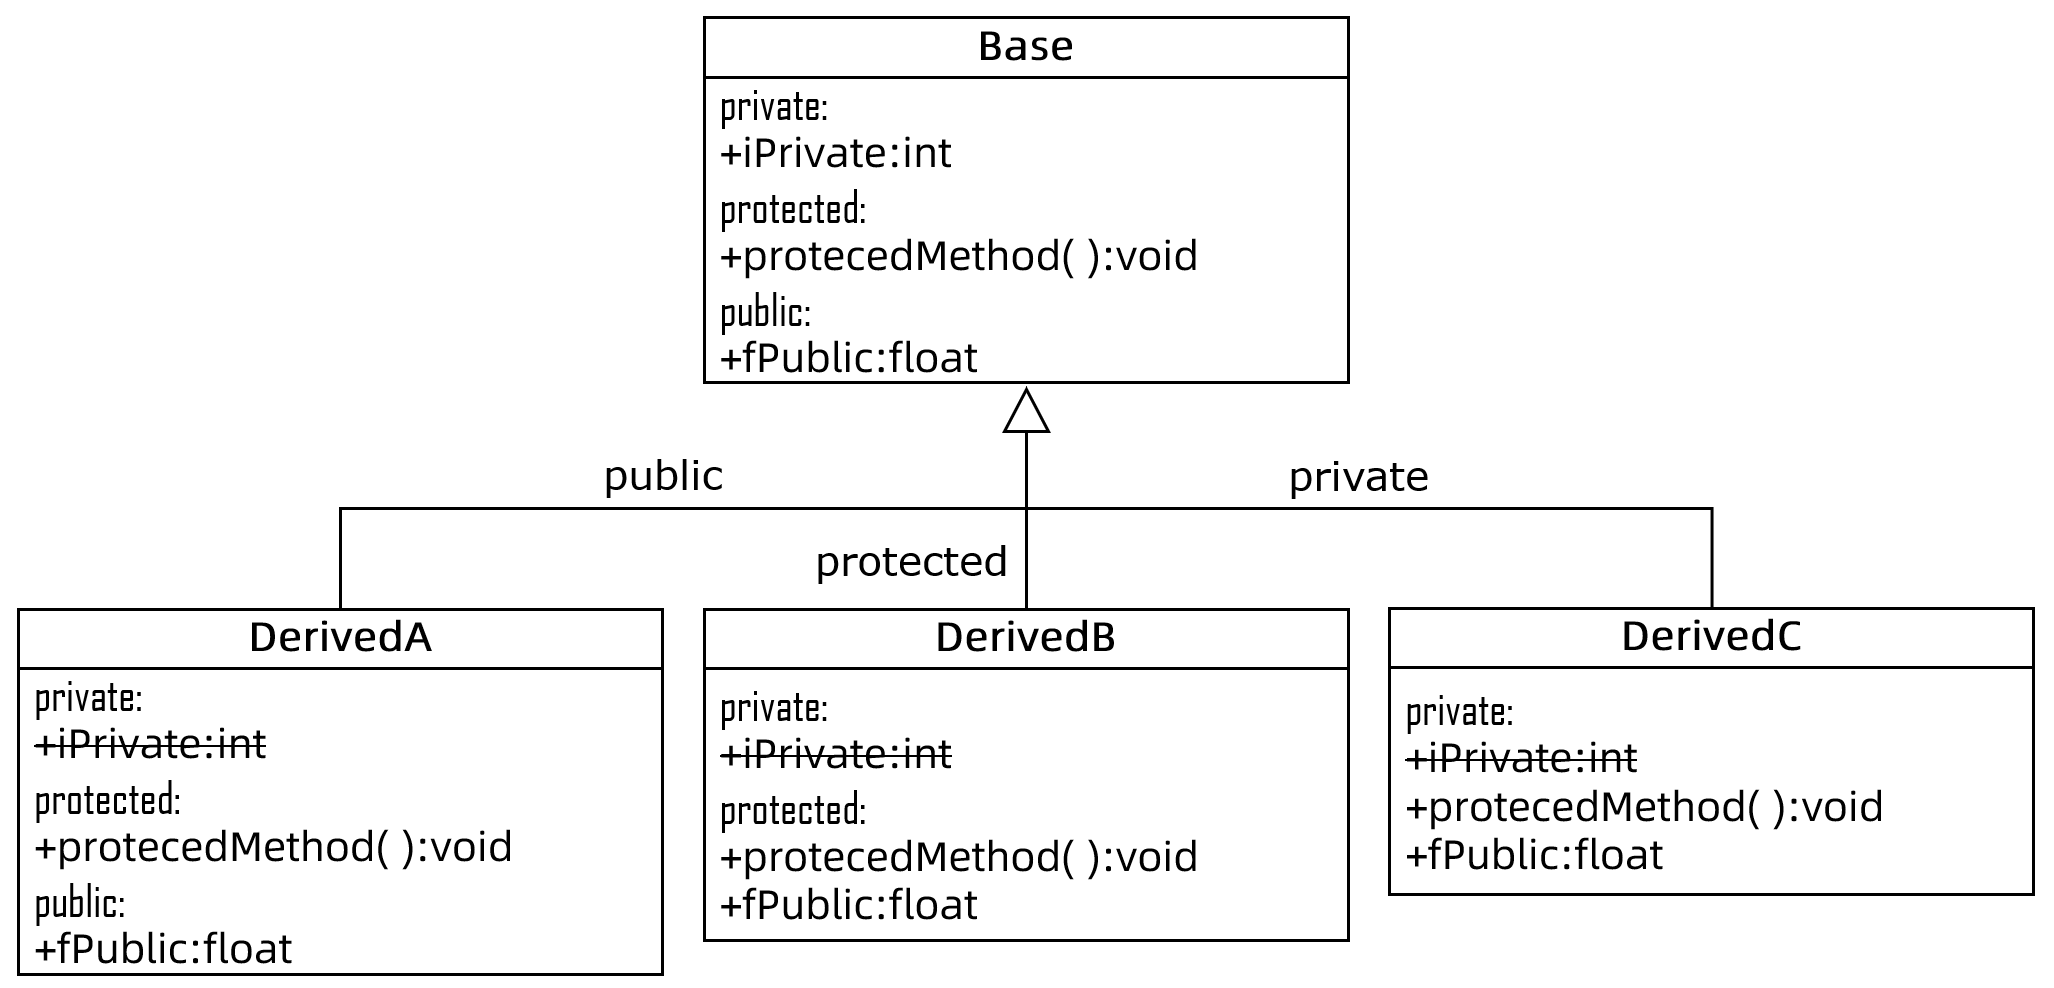 Base
private:
+iPrivate:int
protected:
+protecedMethod( ):void
public:
+fPublic:float
public
private
protected
DerivedA
private:
+iPrivate:int
protected:
+protecedMethod( ):void
public:
+fPublic:float
DerivedB
private:
+iPrivate:int
protected:
+protecedMethod( ):void
+fPublic:float
DerivedC
private:
+iPrivate:int
+protecedMethod( ):void
+fPublic:float